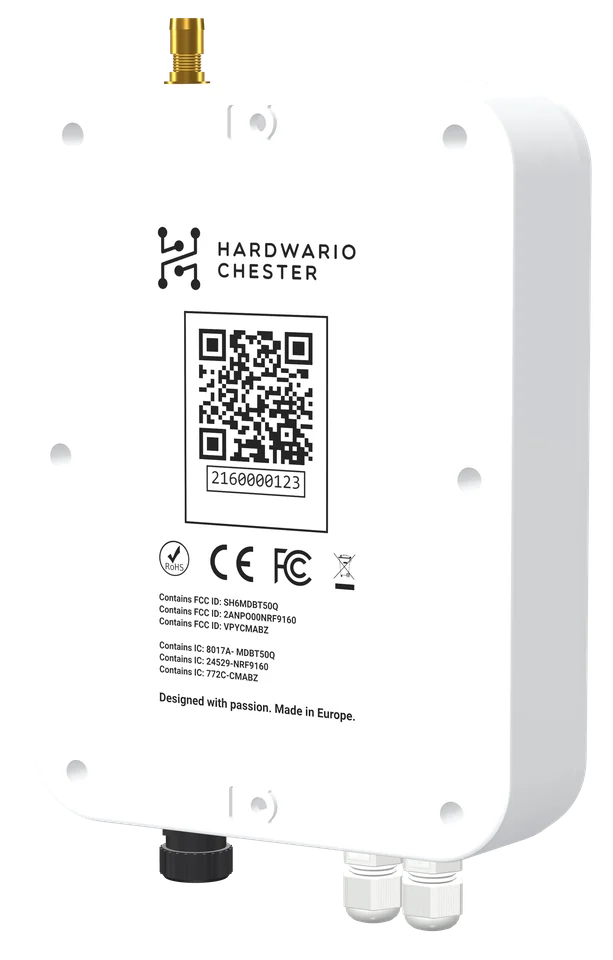 HARDWARIO
CHESTER
2160000123
RoHS
CE FC
Contains FCC ID: SH6MDBT50Q
Contains FCC ID: 2ANPO00NRF9160
Contains FCC ID: VPYCMABZ
Contains IC: 8017A- MDBT50Q
Contains IC: 24529-NRF9160
Contains IC: 772C-CMABZ
Designed with passion. Made in Europe.